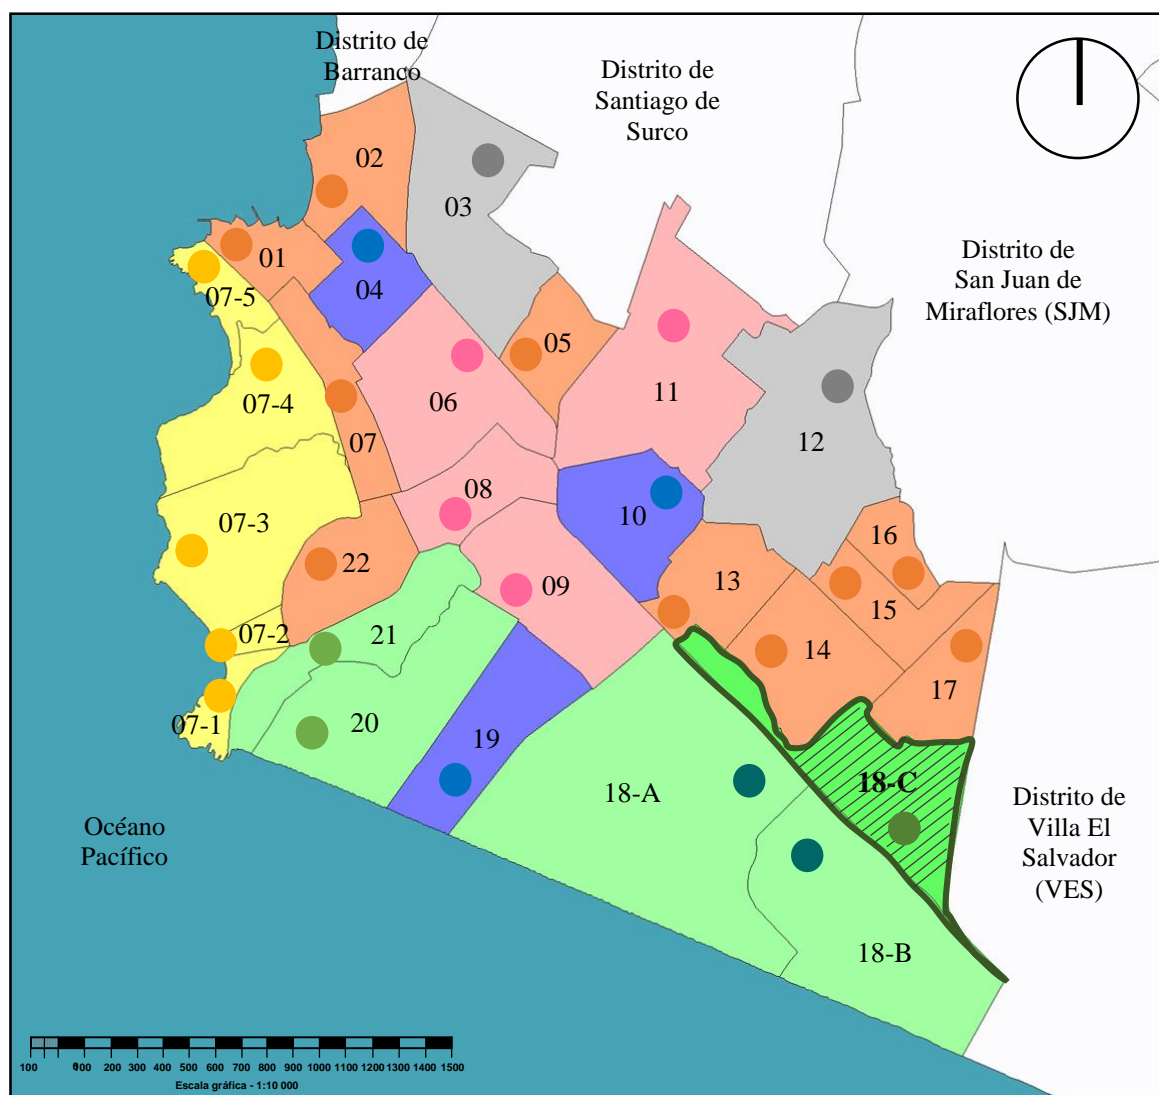 Distrito de
Barranco
Distrito de
Santiago de
Surco
02
03
01
04
07-5
Distrito de
San Juan de
Miraflores (SJM)
05
07-4
06
11
07
12
08
07-3
10
16
22
13
09
15
07-2
21
14
17
07-1
20
19
18-A
18-C
Distrito de
Villa El
Salvador
(VES)
Océano
Pacífico
18-B
100 0 100 200 300 400 500 600 700 800 900 1000 1100 1200 1300 1400 1500
Escala gráfica - 1:10 000